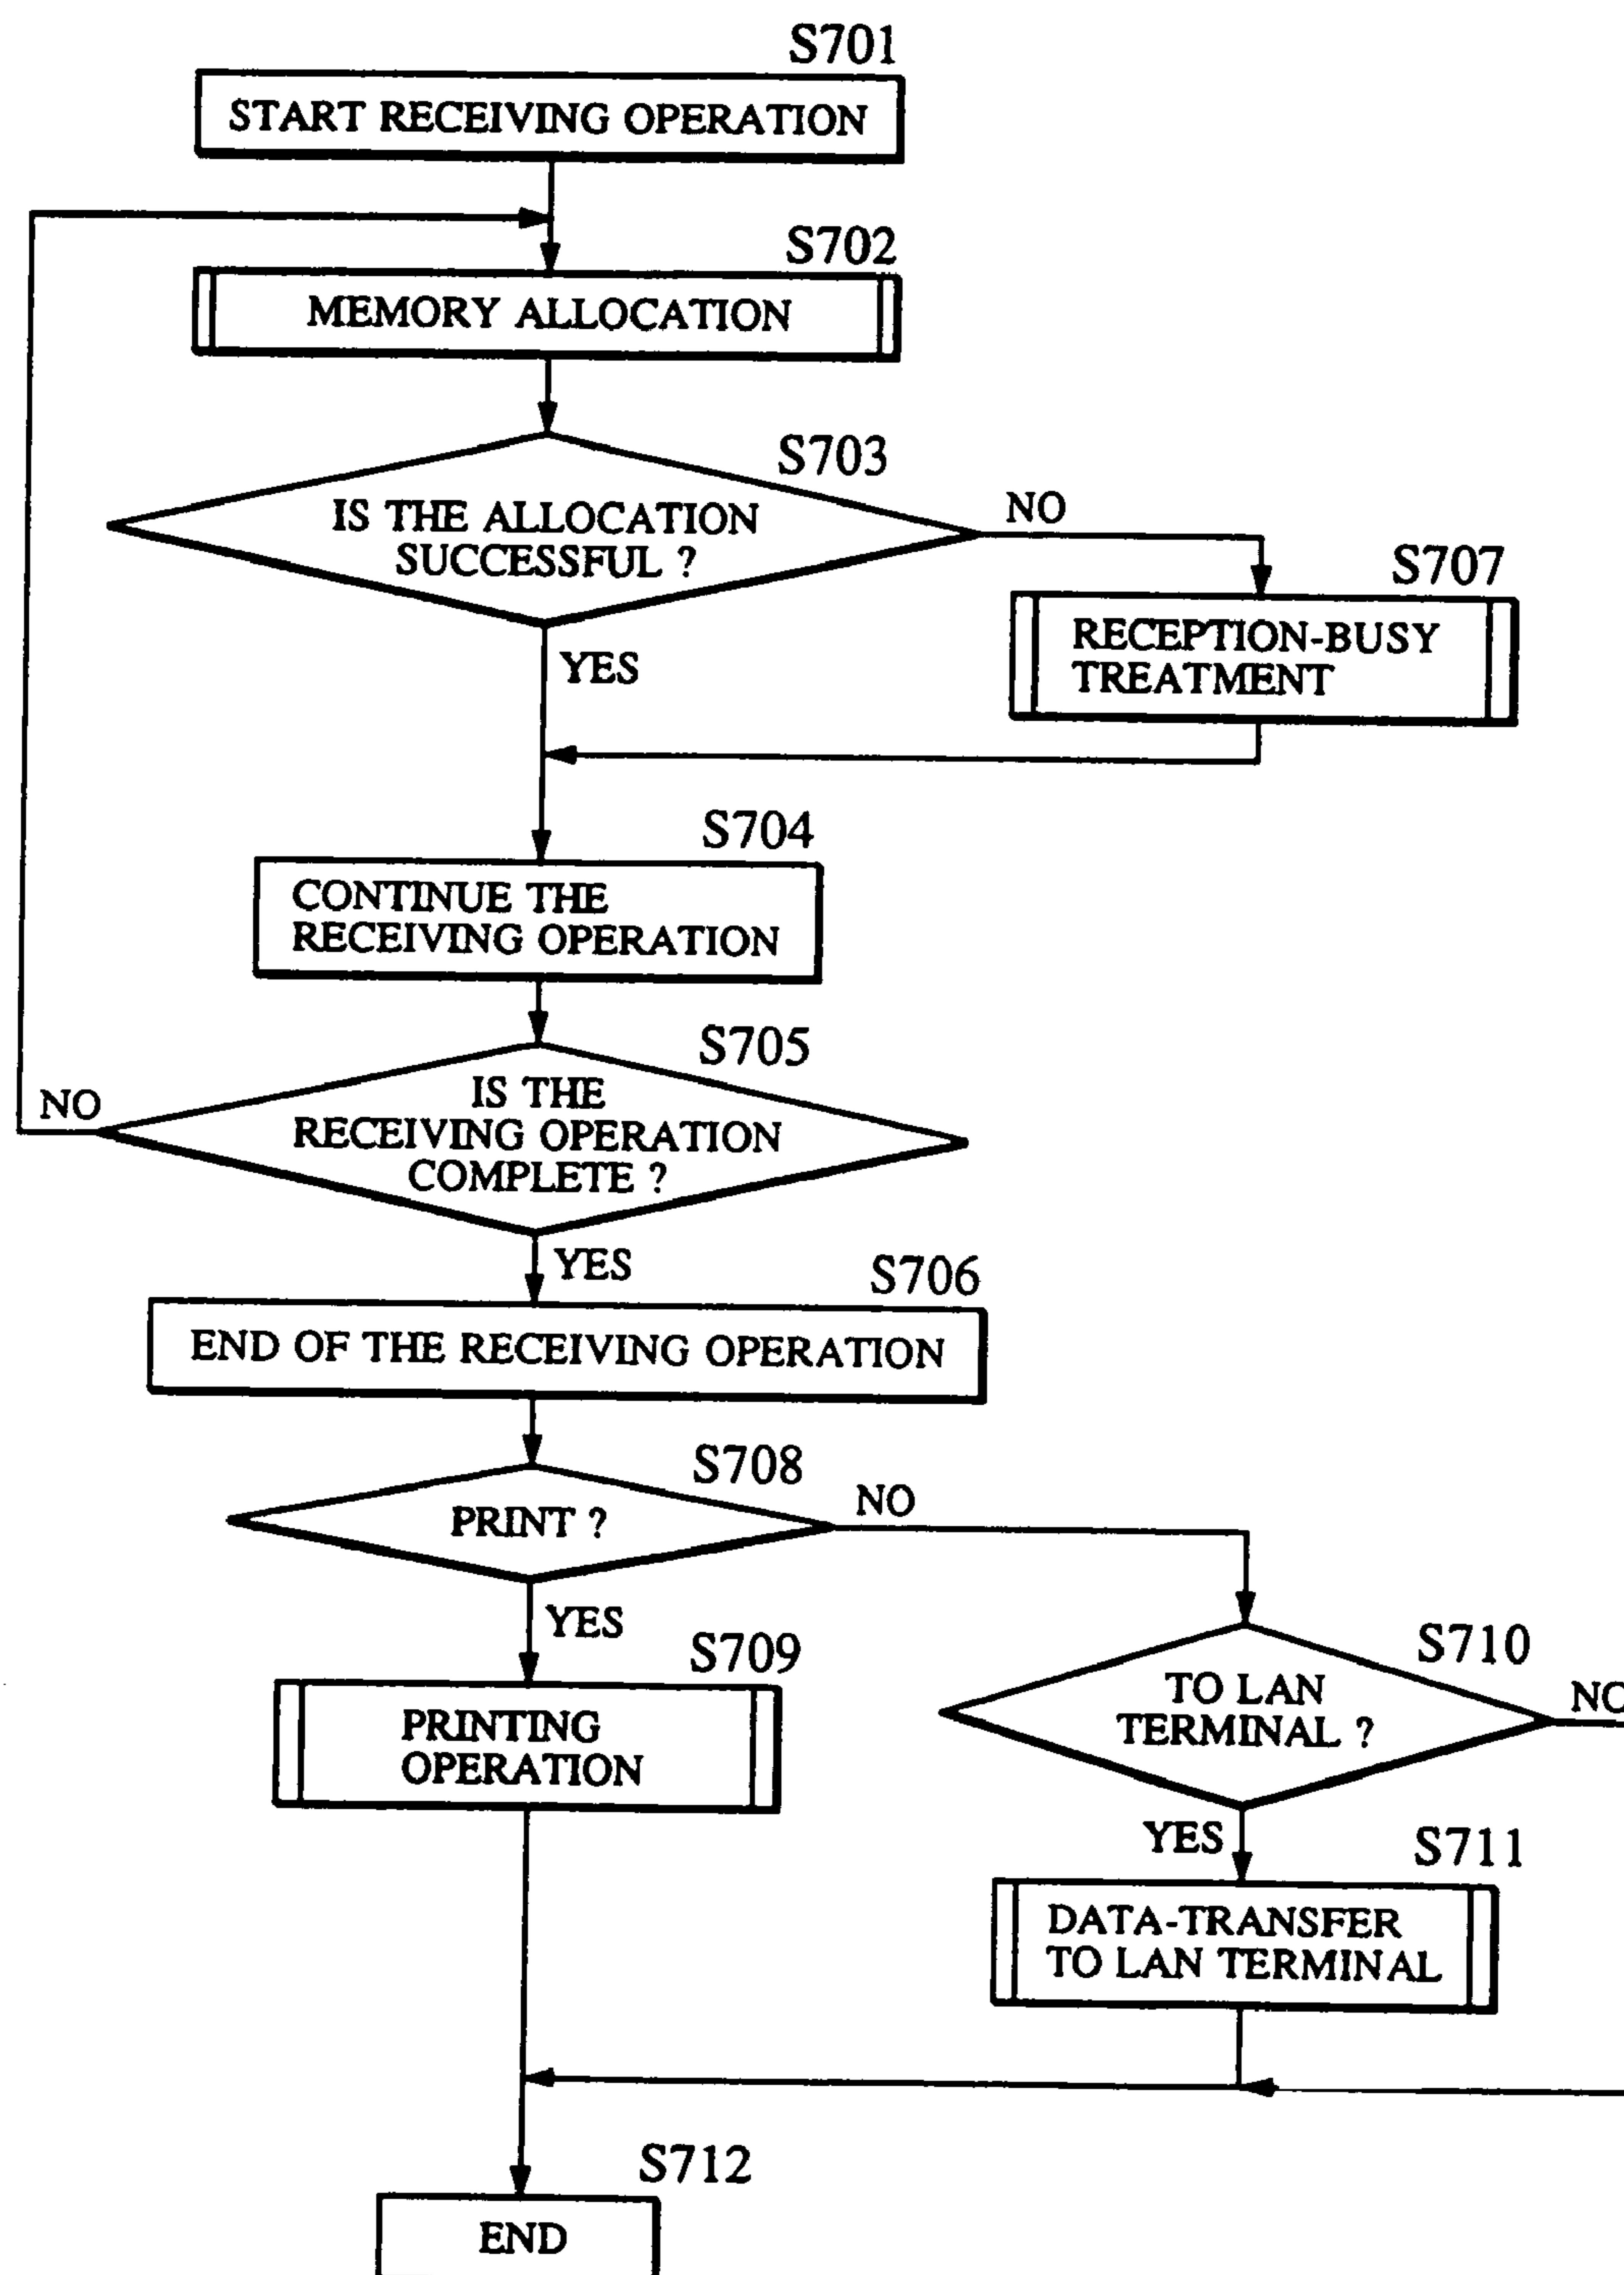 S701
START RECEIVING OPERATION
S702
MEMORY ALLOCATION
S703
IS THE ALLOCATION
SUCCESSFUL ?
NO
S707
RECEPTION-BUSY
TREATMENT
YES
S704
CONTINUE THE
RECEIVING OPERATION
S705
IS THE
RECEIVING OPERATION
COMPLETE ?
NO
YES
S706
END OF THE RECEIVING OPERATION
S708
PRINT ?
NO
YES
S709
PRINTING
OPERATION
S710
TO LAN
TERMINAL ?
NO
YES
S711
DATA-TRANSFER
TO LAN TERMINAL
S712
END